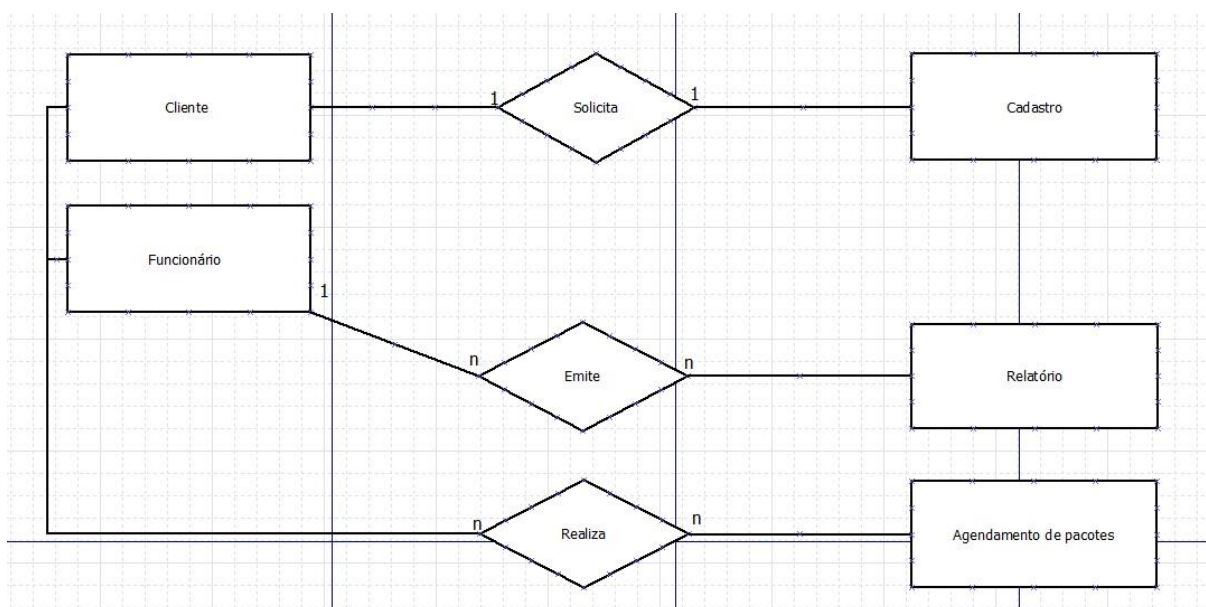 Cliente
1
Solicita
1
Cadastro
Funcionário
1
n
Emite
n
Relatório
n
Realiza
n
Agendamento de pacotes